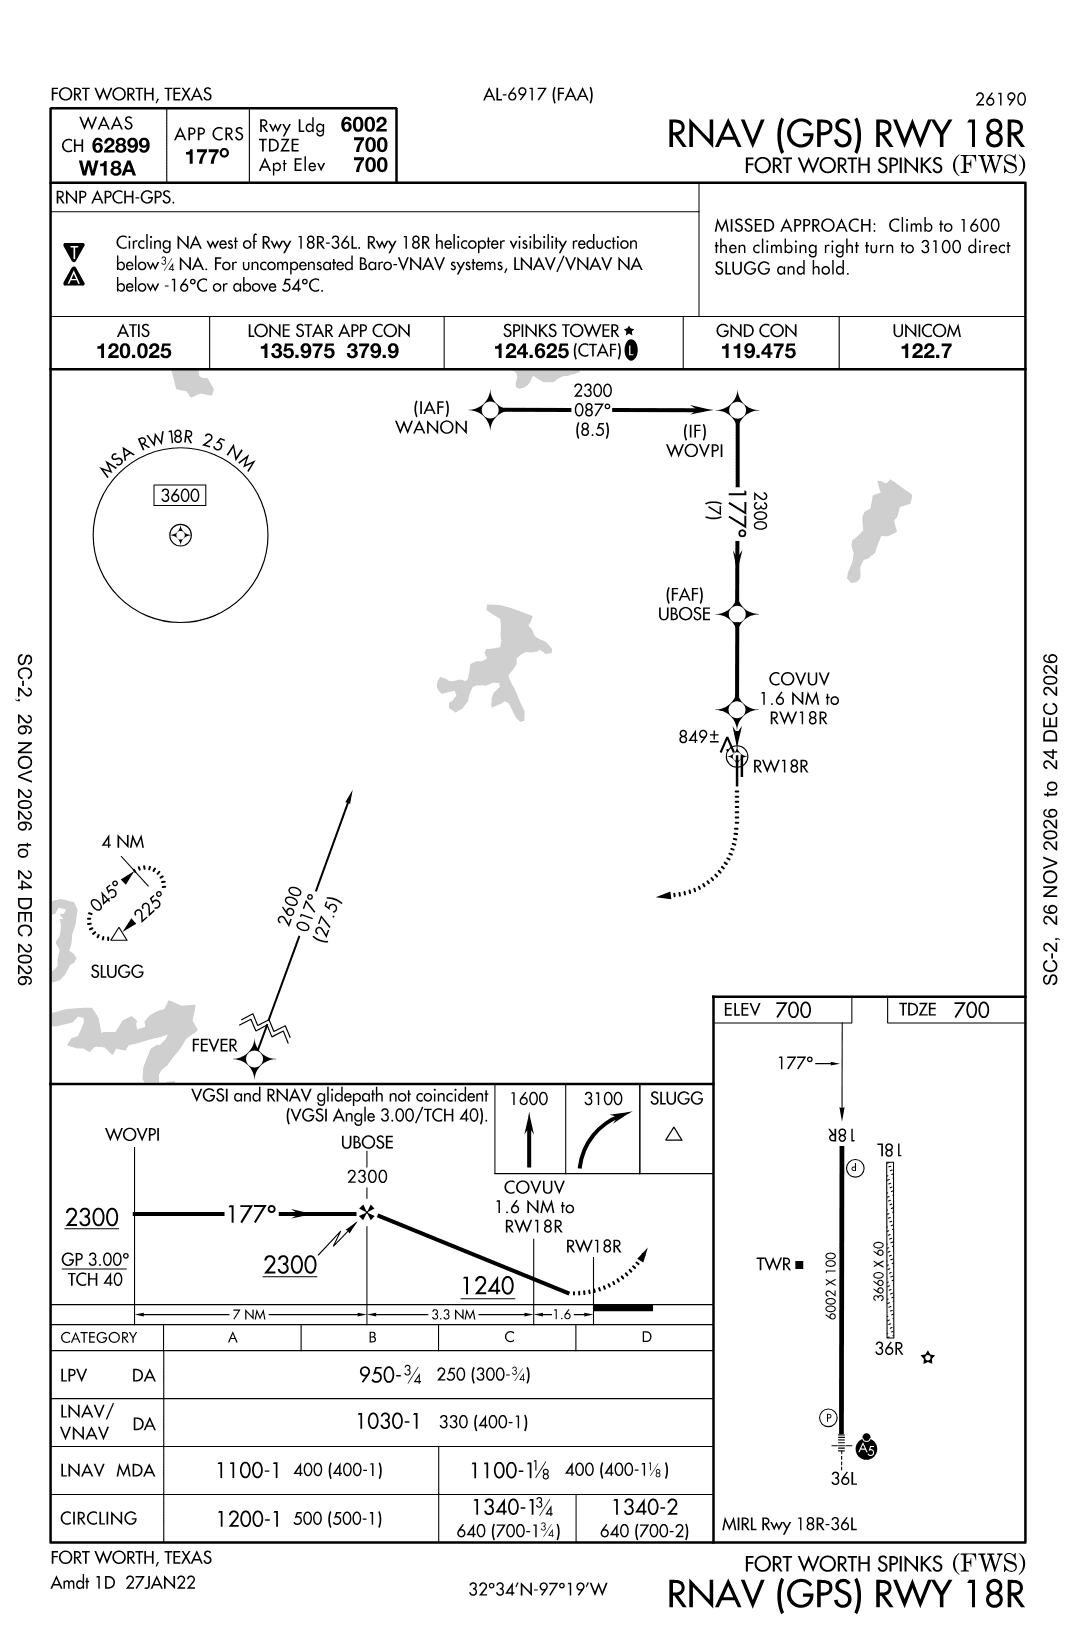 FORT WORTH, TEXAS
AL-6917 (FAA)
26190
WAAS
CH 62899
W18A
APP CRS
177°
Rwy Ldg 6002
TDZE 700
Apt Elev 700
RNAV (GPS) RWY 18R
FORT WORTH SPINKS (FWS)
RNP APCH-GPS.
T
A
Circling NA west of Rwy 18R-36L. Rwy 18R helicopter visibility reduction
below ¾ NA. For uncompensated Baro-VNAV systems, LNAV/VNAV NA
below -16°C or above 54°C.
MISSED APPROACH: Climb to 1600
then climbing right turn to 3100 direct
SLUGG and hold.
ATIS
120.025
LONE STAR APP CON
135.975 379.9
SPINKS TOWER ★
124.625 (CTAF) L
GND CON
119.475
UNICOM
122.7
(IAF)
WANON
2300
087°
(8.5)
(IF)
WOVPI
MSA RW18R 25 NM
3600
2300
177°
(7)
(FAF)
UBOSE
COVUV
1.6 NM to
RW18R
849±
RW18R
4 NM
045°
225°
SLUGG
2600
017°
(27.5)
FEVER
SC-2, 26 NOV 2026 to 24 DEC 2026
SC-2, 26 NOV 2026 to 24 DEC 2026
ELEV 700
TDZE 700
177°
18R
18L
P
TWR
6002 X 100
3660 X 60
36R
P
A5
36L
MIRL Rwy 18R-36L
VGSI and RNAV glidepath not coincident
(VGSI Angle 3.00/TCH 40).
1600
3100
SLUGG
WOVPI
UBOSE
2300
COVUV
1.6 NM to
RW18R
RW18R
2300
177°
GP 3.00°
TCH 40
2300
1240
7 NM
3.3 NM
1.6
CATEGORY A B C D
LPV DA 950-¾ 250 (300-¾)
LNAV/
VNAV DA 1030-1 330 (400-1)
LNAV MDA 1100-1 400 (400-1) 1100-1⅛ 400 (400-1⅛)
CIRCLING 1200-1 500 (500-1) 1340-1¾ 1340-2
640 (700-1¾) 640 (700-2)
FORT WORTH, TEXAS
Amdt 1D 27JAN22
32°34'N-97°19'W
FORT WORTH SPINKS (FWS)
RNAV (GPS) RWY 18R